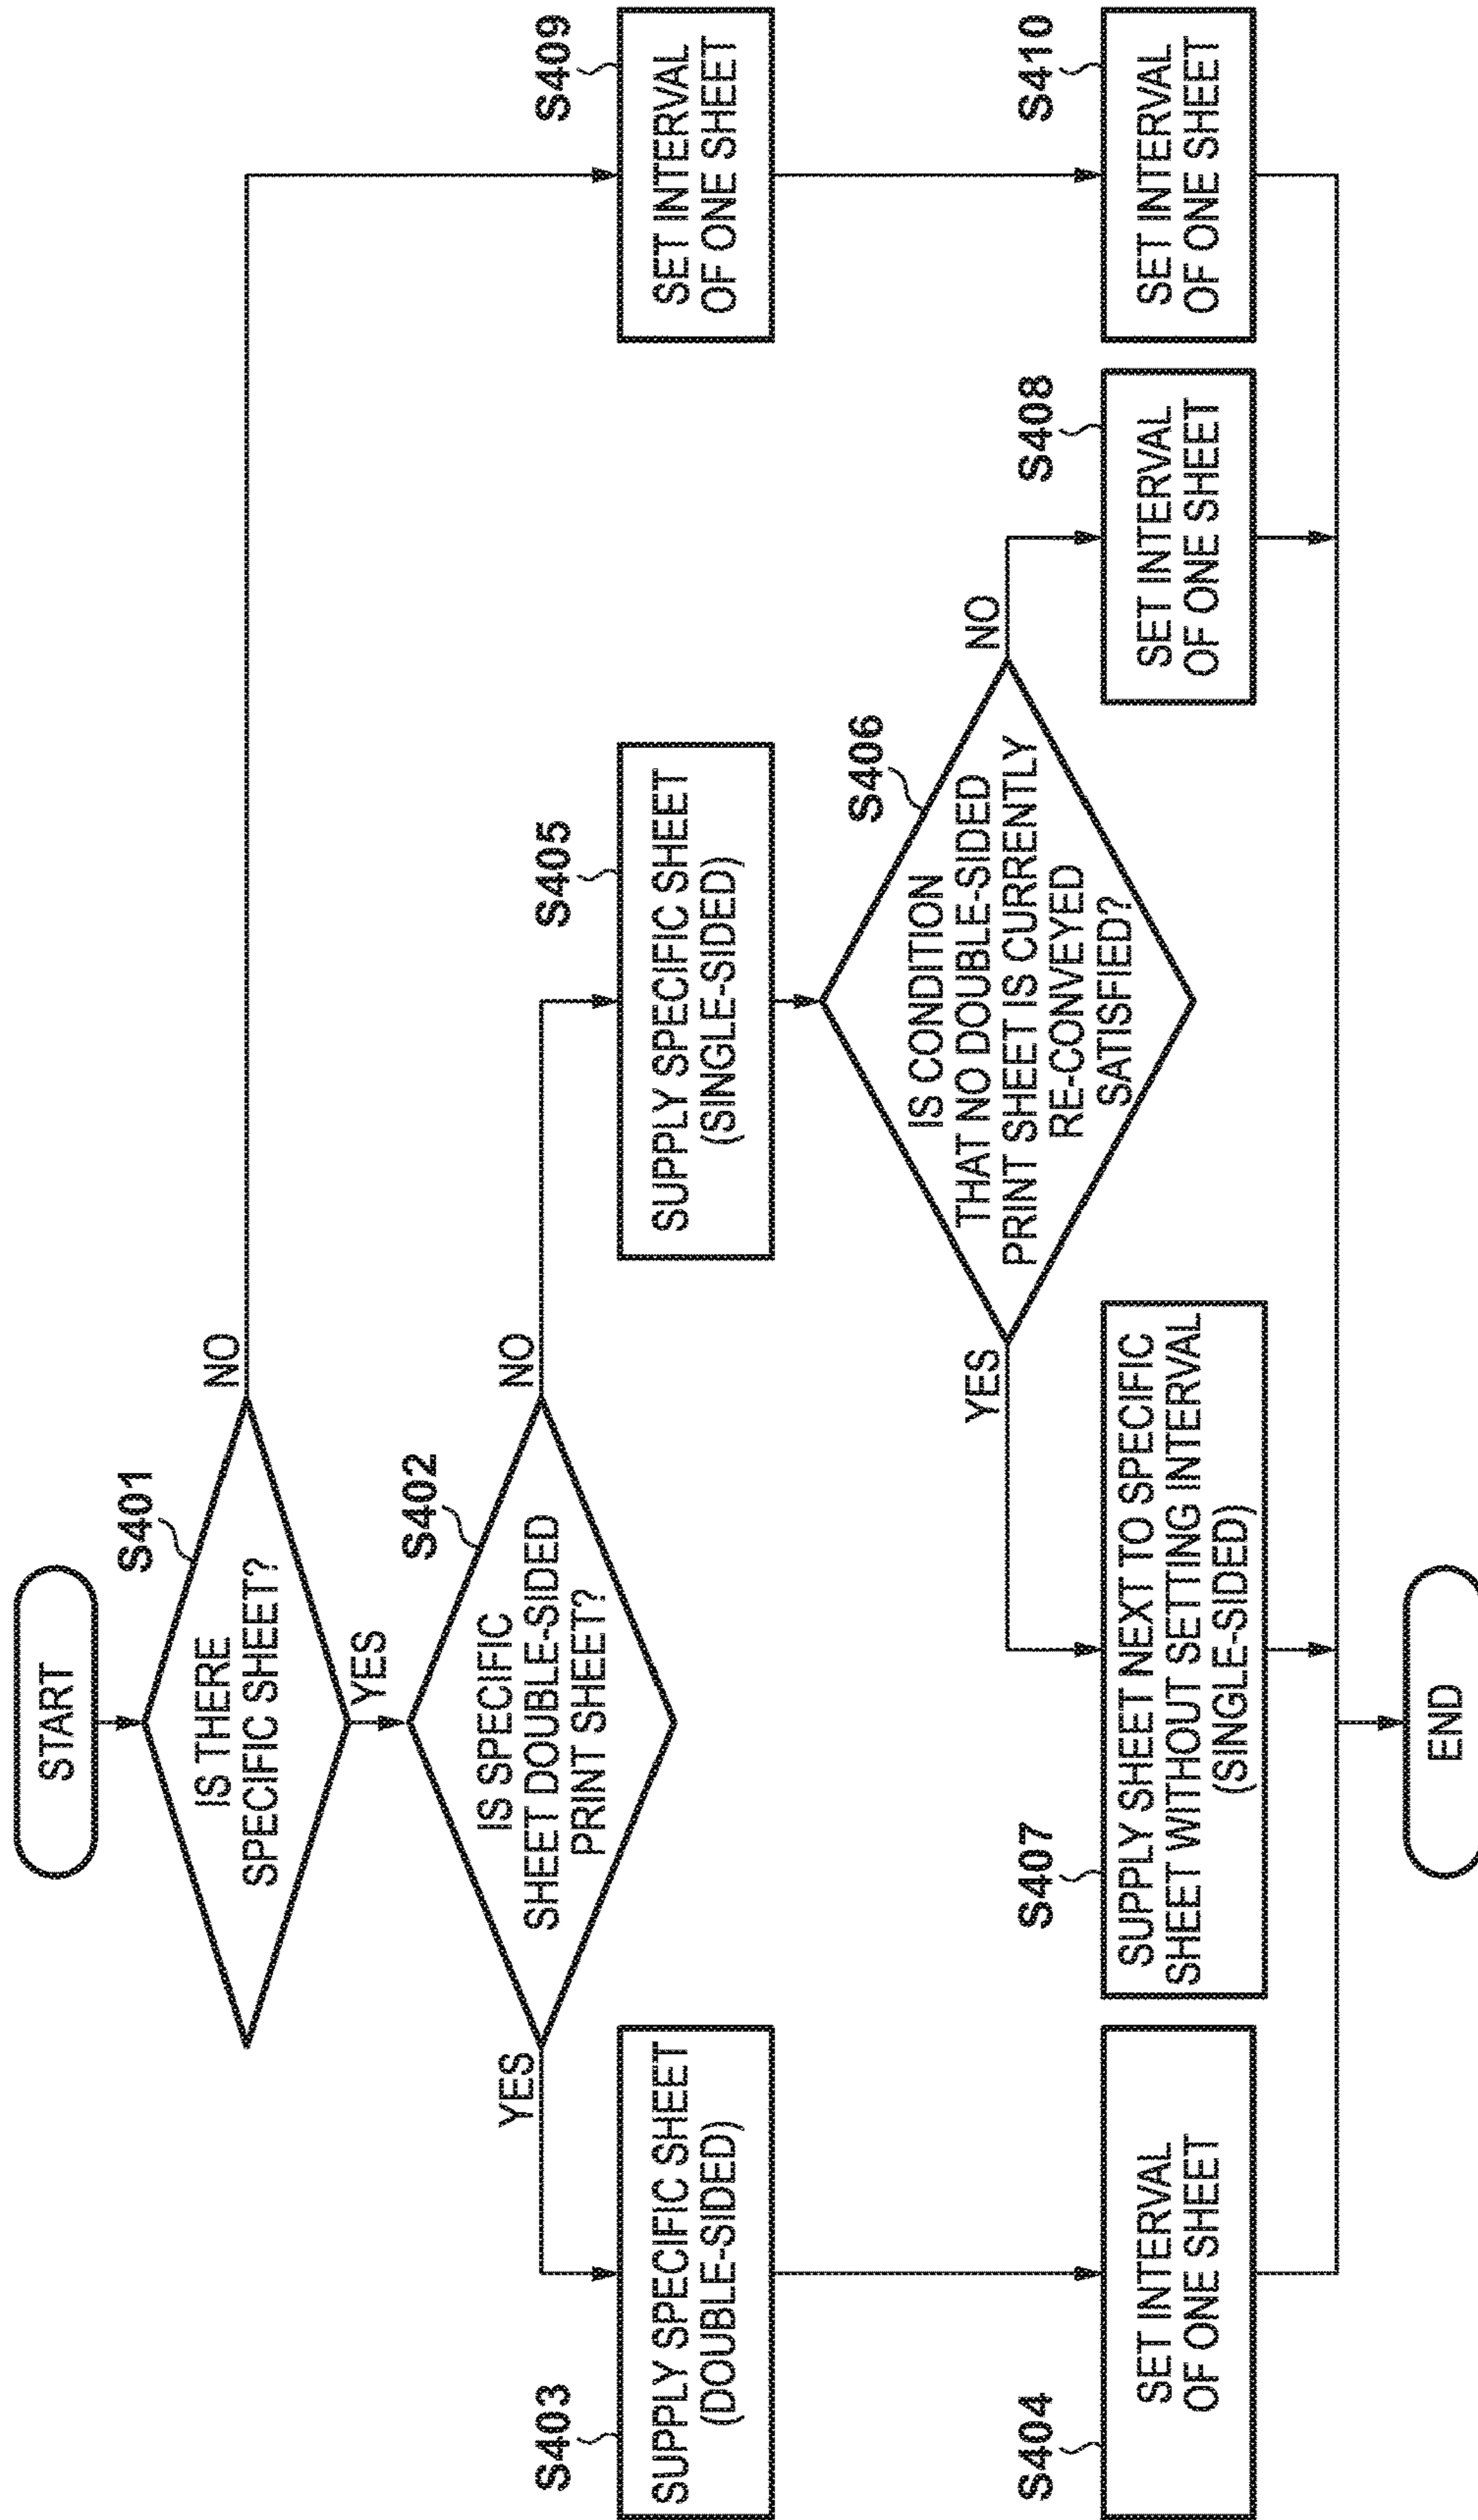 START
S401
IS THERE
SPECIFIC SHEET?
NO
YES
S402
IS SPECIFIC
SHEET DOUBLE-SIDED
PRINT SHEET?
YES
NO
S403
SUPPLY SPECIFIC SHEET
(DOUBLE-SIDED)
S405
SUPPLY SPECIFIC SHEET
(SINGLE-SIDED)
S409
SET INTERVAL
OF ONE SHEET
S406
IS CONDITION
THAT NO DOUBLE-SIDED
PRINT SHEET IS CURRENTLY
RE-CONVEYED
SATISFIED?
YES
NO
S404
SET INTERVAL
OF ONE SHEET
S407
SUPPLY SHEET NEXT TO SPECIFIC
SHEET WITHOUT SETTING INTERVAL
(SINGLE-SIDED)
S408
SET INTERVAL
OF ONE SHEET
S410
SET INTERVAL
OF ONE SHEET
END